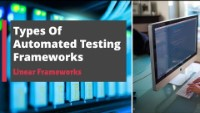 Types Of
Automated Testing
Frameworks
Linear Frameworks